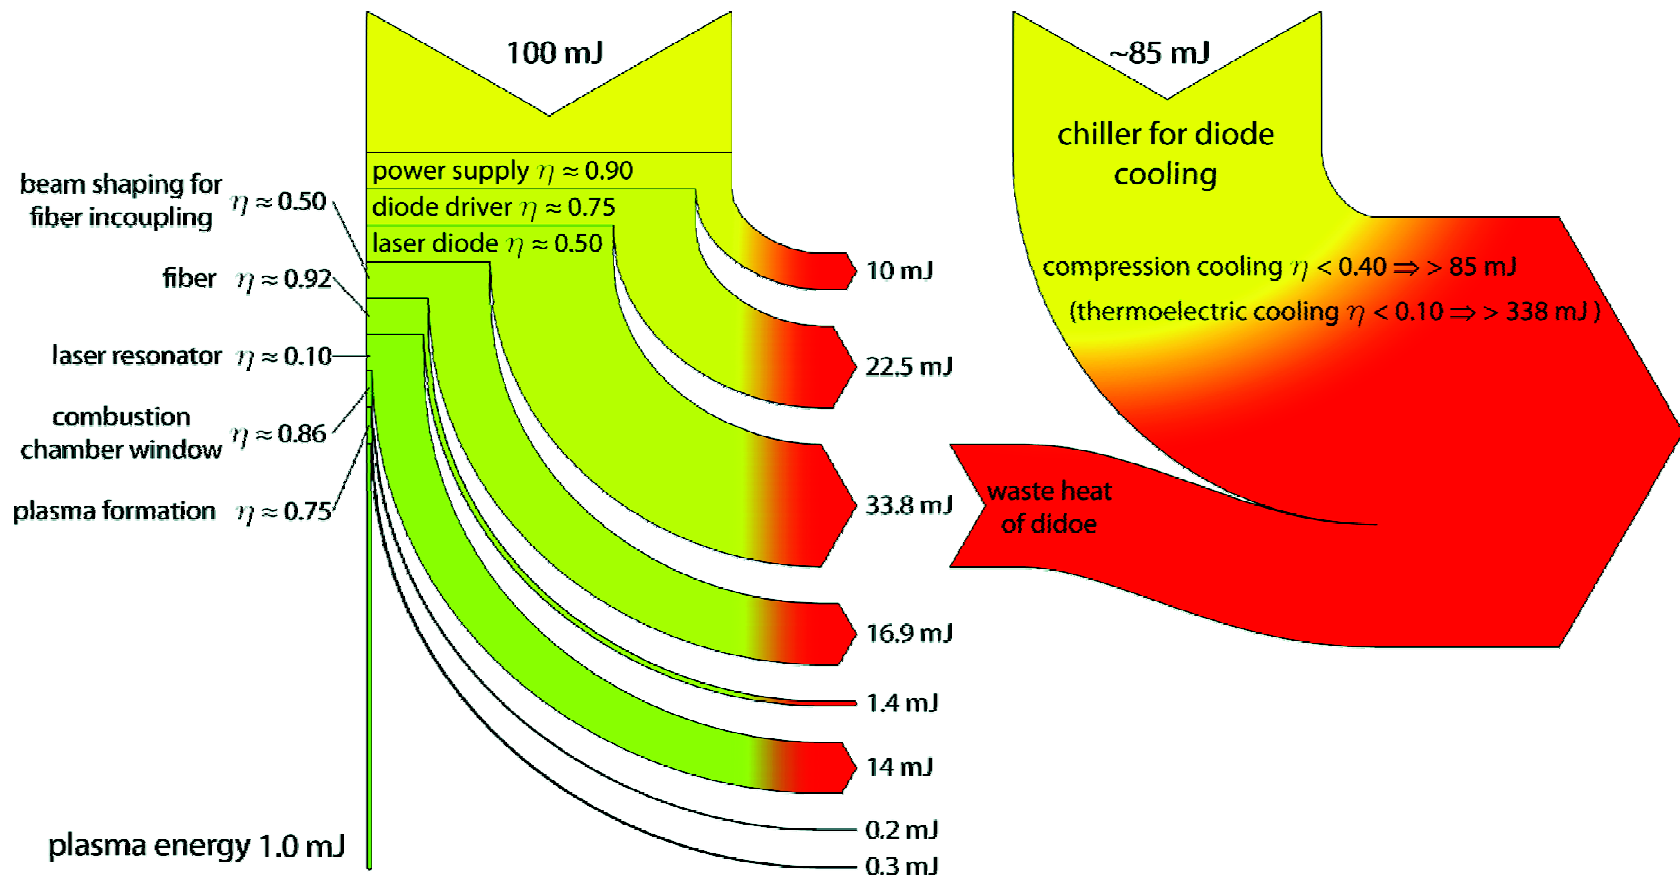 100 mJ
~85 mJ
chiller for diode
cooling
power supply η ≈ 0.90
diode driver η ≈ 0.75
laser diode η ≈ 0.50
beam shaping for
fiber incoupling η ≈ 0.50
fiber η ≈ 0.92
laser resonator η ≈ 0.10
combustion
chamber window η ≈ 0.86
plasma formation η ≈ 0.75
plasma energy 1.0 mJ
10 mJ
22.5 mJ
33.8 mJ
16.9 mJ
1.4 mJ
14 mJ
0.2 mJ
0.3 mJ
compression cooling η < 0.40 ⇒ > 85 mJ
(thermoelectric cooling η < 0.10 ⇒ > 338 mJ )
waste heat
of didoe